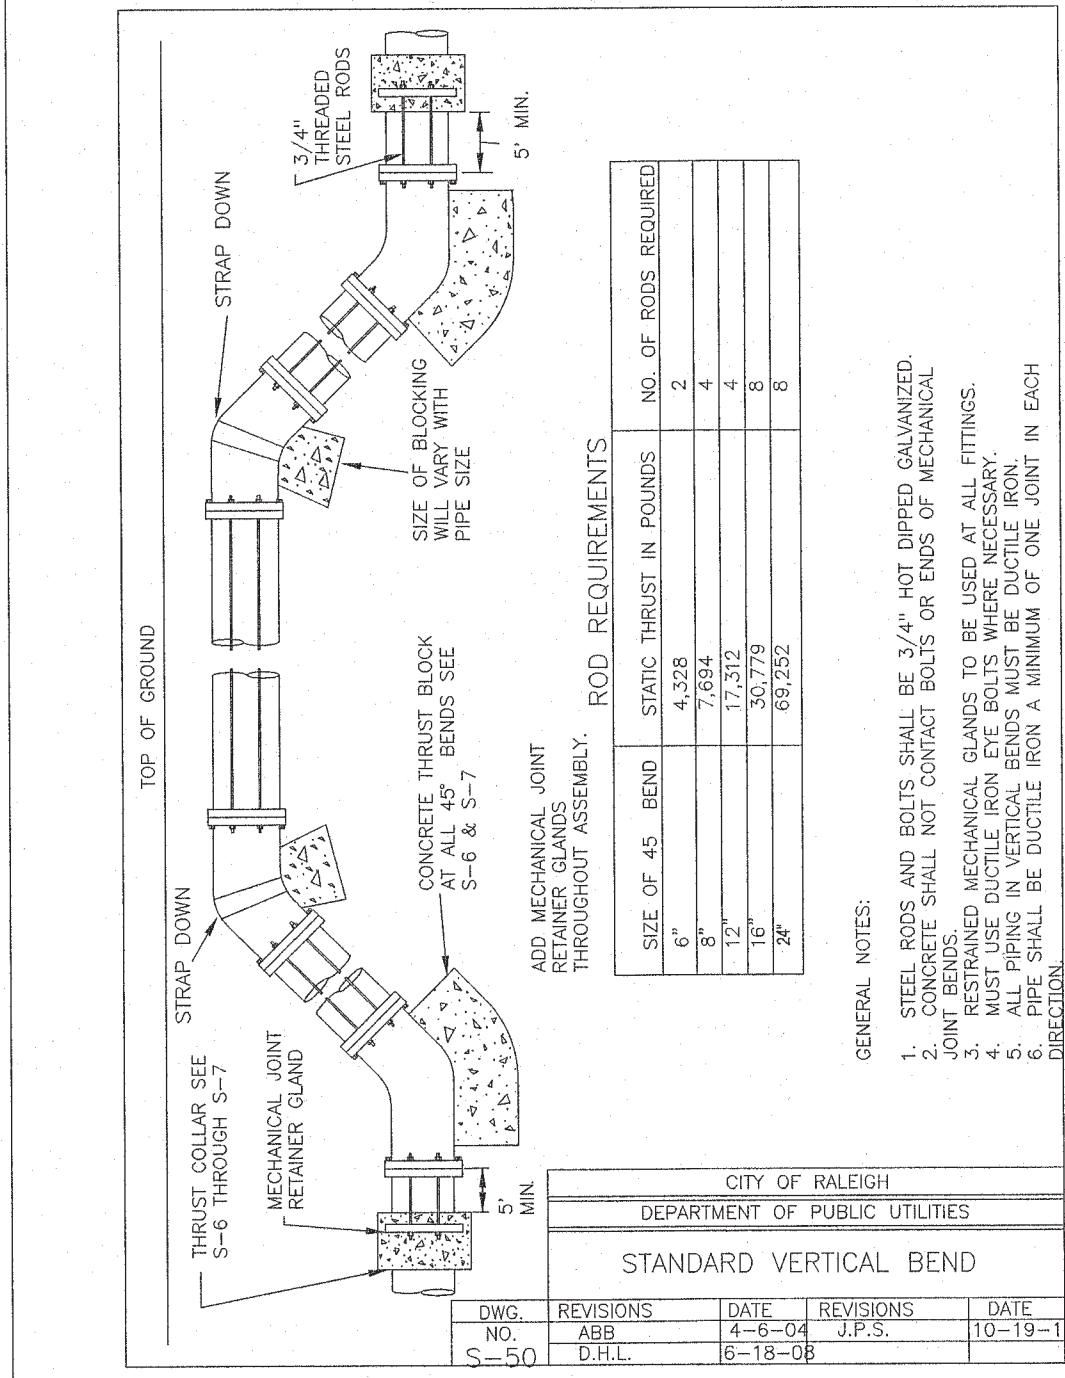 TOP OF GROUND
THRUST COLLAR SEE
S-6 THROUGH S-7
MECHANICAL JOINT
RETAINER GLAND
STRAP DOWN
5'
MIN.
CONCRETE THRUST BLOCK
AT ALL 45° BENDS SEE
S-6 & S-7
SIZE OF BLOCKING
WILL VARY WITH
PIPE SIZE
STRAP DOWN
3/4"
THREADED
STEEL RODS
5' MIN.
ADD MECHANICAL JOINT
RETAINER GLANDS
THROUGHOUT ASSEMBLY.
ROD REQUIREMENTS
SIZE OF 45 BEND STATIC THRUST IN POUNDS NO. OF RODS REQUIRED
6" 4,328 2
8" 7,694 4
12" 17,312 4
16" 30,779 8
24" 69,252 8
GENERAL NOTES:
1. STEEL RODS AND BOLTS SHALL BE 3/4" HOT DIPPED GALVANIZED.
2. CONCRETE SHALL NOT CONTACT BOLTS OR ENDS OF MECHANICAL
JOINT BENDS.
3. RESTRAINED MECHANICAL GLANDS TO BE USED AT ALL FITTINGS.
4. MUST USE DUCTILE IRON EYE BOLTS WHERE NECESSARY.
5. ALL PIPING IN VERTICAL BENDS MUST BE DUCTILE IRON.
6. PIPE SHALL BE DUCTILE IRON A MINIMUM OF ONE JOINT IN EACH
DIRECTION.
CITY OF RALEIGH
DEPARTMENT OF PUBLIC UTILITIES
STANDARD VERTICAL BEND
DWG. REVISIONS DATE REVISIONS DATE
NO. ABB 4-6-04 J.P.S. 10-19-1
S-50 D.H.L. 6-18-08